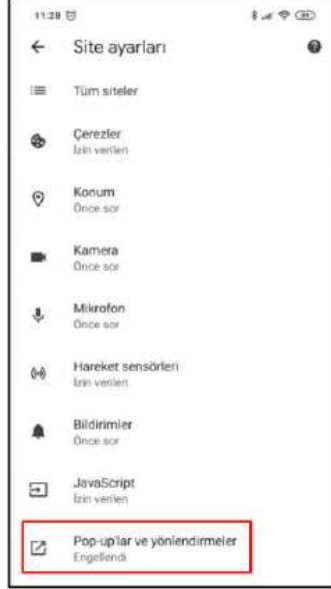 11:28
Site ayarları
Tüm siteler
Çerezler
İzin verilen
Konum
Önce sor
Kamera
Önce sor
Mikrofon
Önce sor
Hareket sensörleri
İzin verilen
Bildirimler
Önce sor
JavaScript
İzin verilen
Pop-up'lar ve yönlendirmeler
Engellendi